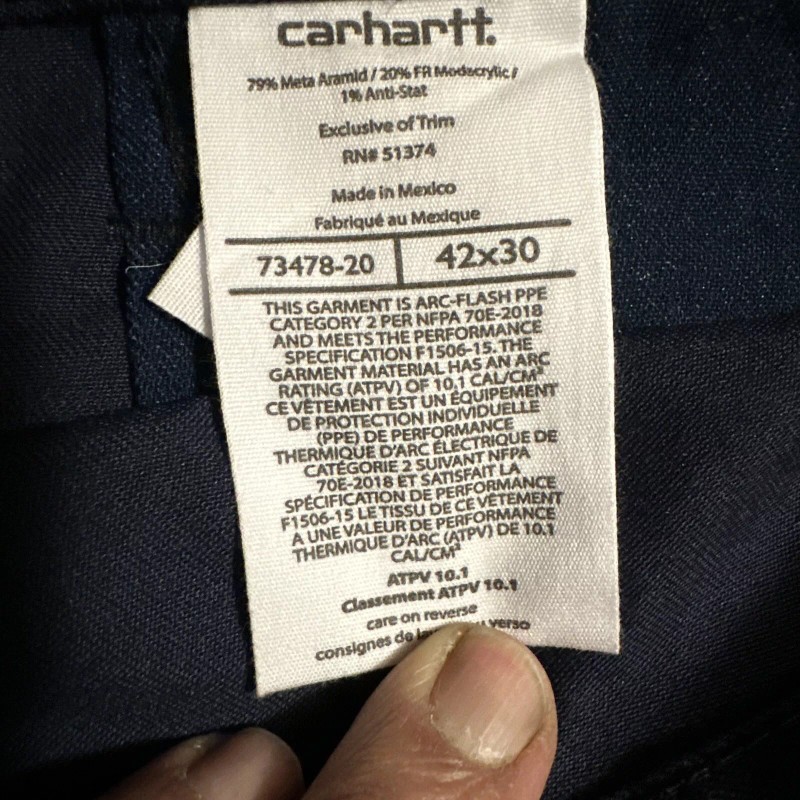 carhartt.
79% Meta Aramid / 20% FR Modacrylic /
1% Anti-Stat
Exclusive of Trim
RN# 51374
Made in Mexico
Fabriqué au Mexique
73478-20 42x30
THIS GARMENT IS ARC-FLASH PPE
CATEGORY 2 PER NFPA 70E-2018
AND MEETS THE PERFORMANCE
SPECIFICATION F1506-15. THE
GARMENT MATERIAL HAS AN ARC
RATING (ATPV) OF 10.1 CAL/CM²
CE VÊTEMENT EST UN ÉQUIPEMENT
DE PROTECTION INDIVIDUELLE
(PPE) DE PERFORMANCE
THERMIQUE D'ARC ÉLECTRIQUE DE
CATÉGORIE 2 SUIVANT NFPA
70E-2018 ET SATISFAIT LA
SPÉCIFICATION DE PERFORMANCE
F1506-15 LE TISSU DE CE VÊTEMENT
A UNE VALEUR DE PERFORMANCE
THERMIQUE D'ARC (ATPV) DE 10.1
CAL/CM²
ATPV 10.1
Classement ATPV 10.1
care on reverse
consignes de verso